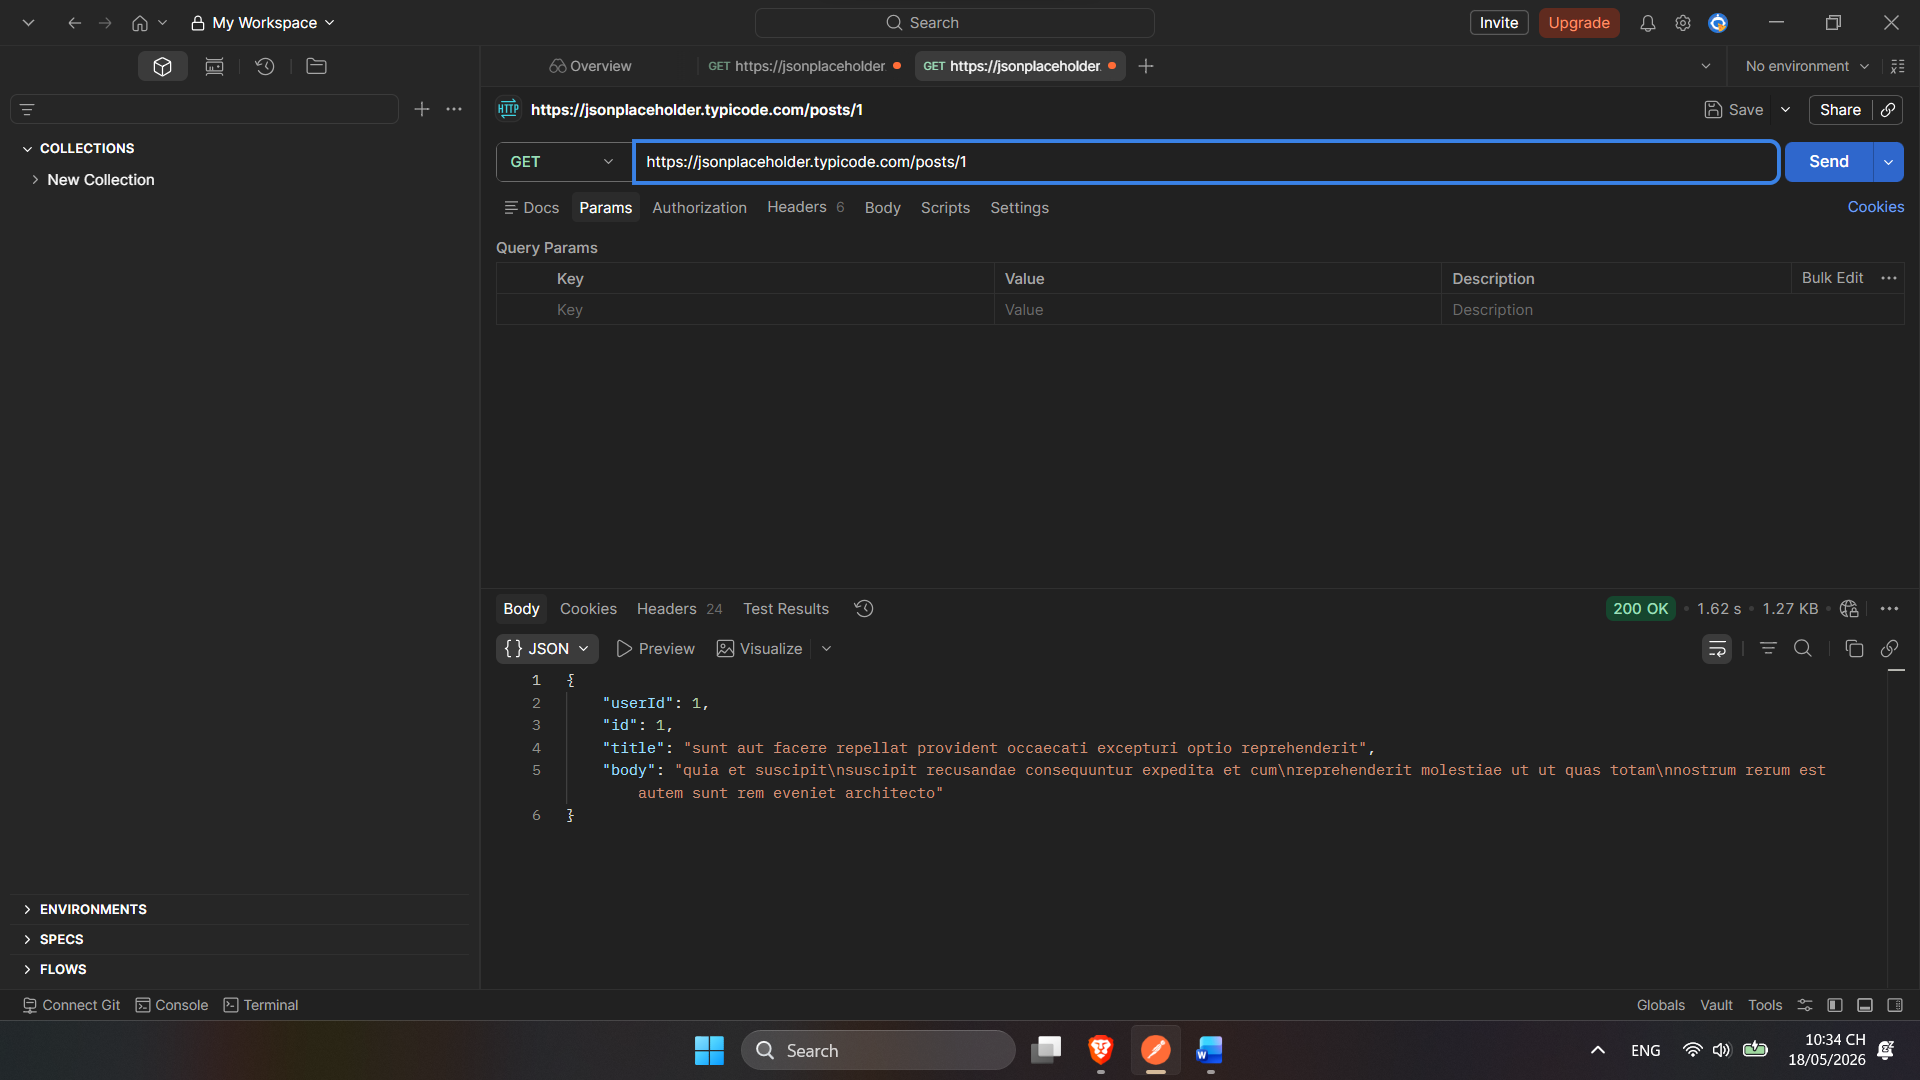 My Workspace
Search
Invite
Upgrade
Overview
GET https://jsonplaceholder.
GET https://jsonplaceholder.
No environment
HTTP https://jsonplaceholder.typicode.com/posts/1
Save
Share
COLLECTIONS
New Collection
GET https://jsonplaceholder.typicode.com/posts/1
Send
Docs Params Authorization Headers 6 Body Scripts Settings
Cookies
Query Params
Key Value Description Bulk Edit
Key Value Description
Body Cookies Headers 24 Test Results
200 OK • 1.62 s • 1.27 KB •
{} JSON Preview Visualize
1 {
2 "userId": 1,
3 "id": 1,
4 "title": "sunt aut facere repellat provident occaecati excepturi optio reprehenderit",
5 "body": "quia et suscipit\nsuscipit recusandae consequuntur expedita et cum\nreprehenderit molestiae ut ut quas totam\nnostrum rerum est
autem sunt rem eveniet architecto"
6 }
ENVIRONMENTS
SPECS
FLOWS
Connect Git Console Terminal
Globals Vault Tools
Search
W
ENG
10:34 CH
18/05/2026